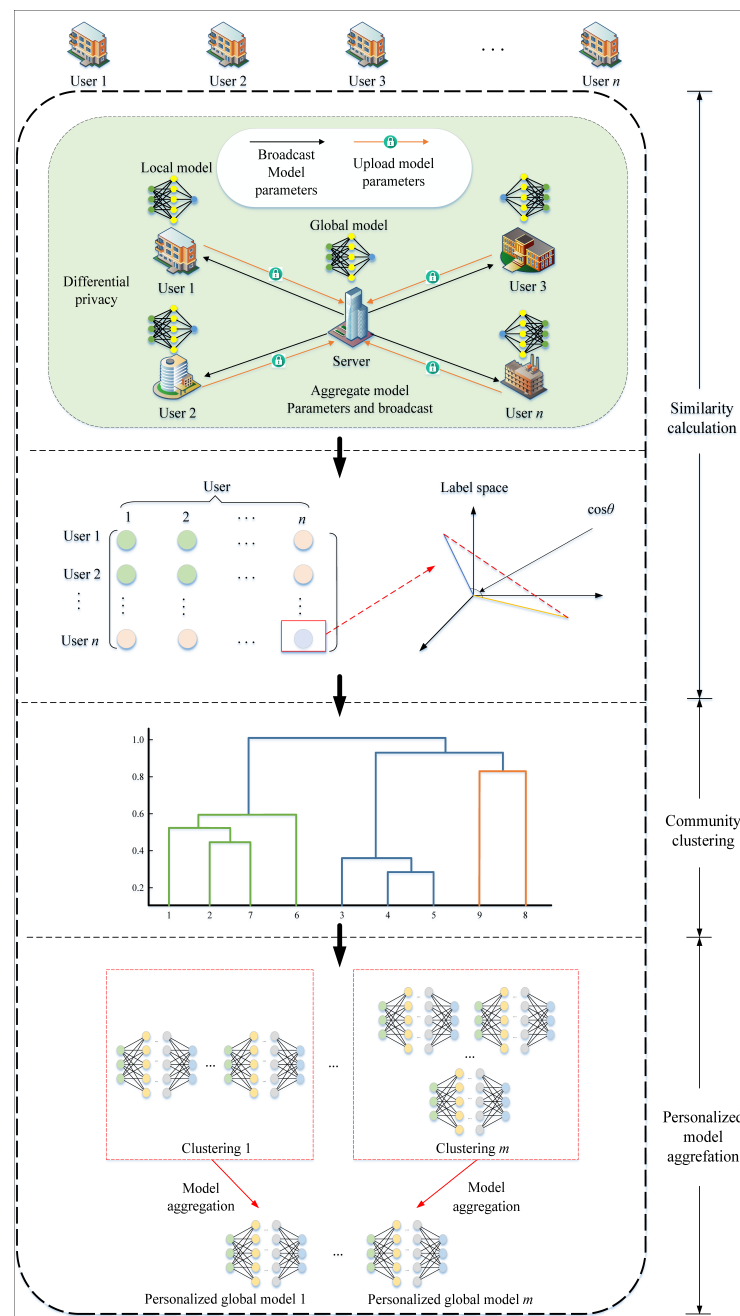 User 1
User 2
User 3
...
User n
Broadcast
Model
parameters
Upload model
parameters
Local model
Global model
Differential
privacy
User 1
User 3
Server
User 2
User n
Aggregate model
Parameters and broadcast
Similarity
calculation
User
1 2 ... n
User 1
User 2 ...
⋮ ⋮ ⋮ ⋮
User n ...
Label space
cosθ
1.0
0.8
0.6
0.4
0.2
1 2 7 6 3 4 5 9 8
Community
clustering
... ... ...
Clustering 1
Clustering m
Personalized
model
aggrefation
Model
aggregation
Model
aggregation
...
Personalized global model 1
Personalized global model m